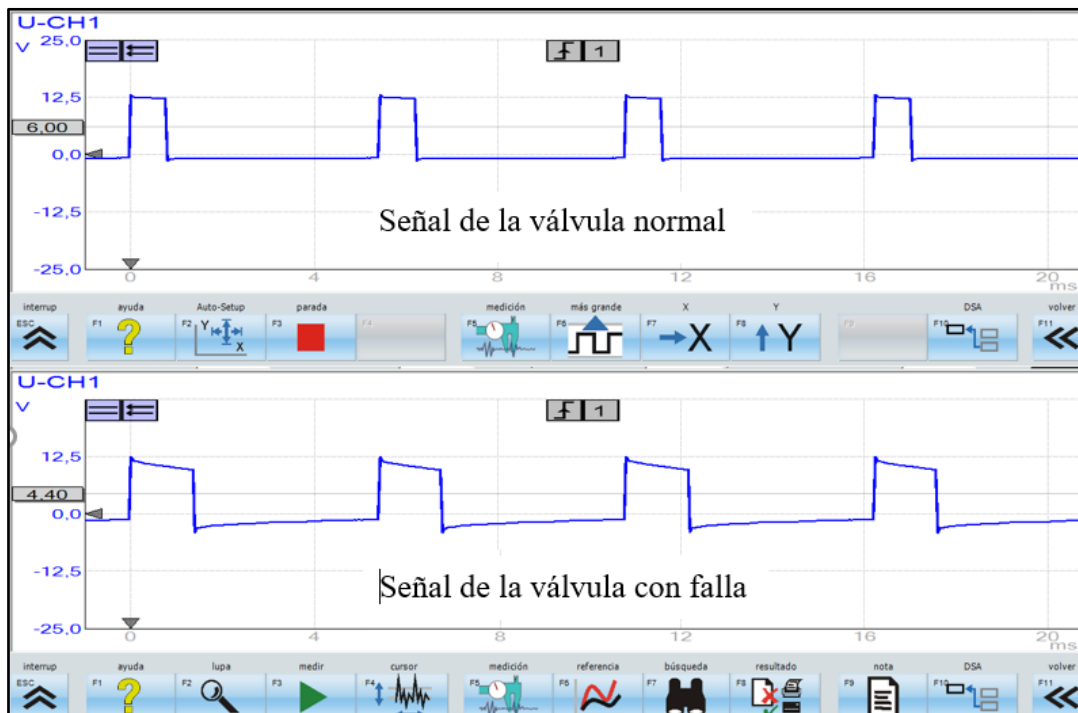 U-CH1
V 25,0
1
12,5
6,00
0,0
-12,5
Señal de la válvula normal
-25,0
0 4 8 12 16 20
ms
interrup ayuda Auto-Setup parada medición más grande X Y DSA volver
ESC F1 ? F2 Y X F3 F4 F5 F6 F7 X F8 Y F9 F10 F11
U-CH1
V
1
12,5
4,40
0,0
-12,5
Señal de la válvula con falla
-25,0
0 4 8 12 16 20
ms
interrup ayuda lupa medir cursor medición referencia búsqueda resultado nota DSA volver
ESC F1 ? F2 F3 F4 F5 F6 F7 F8 F9 F10 F11